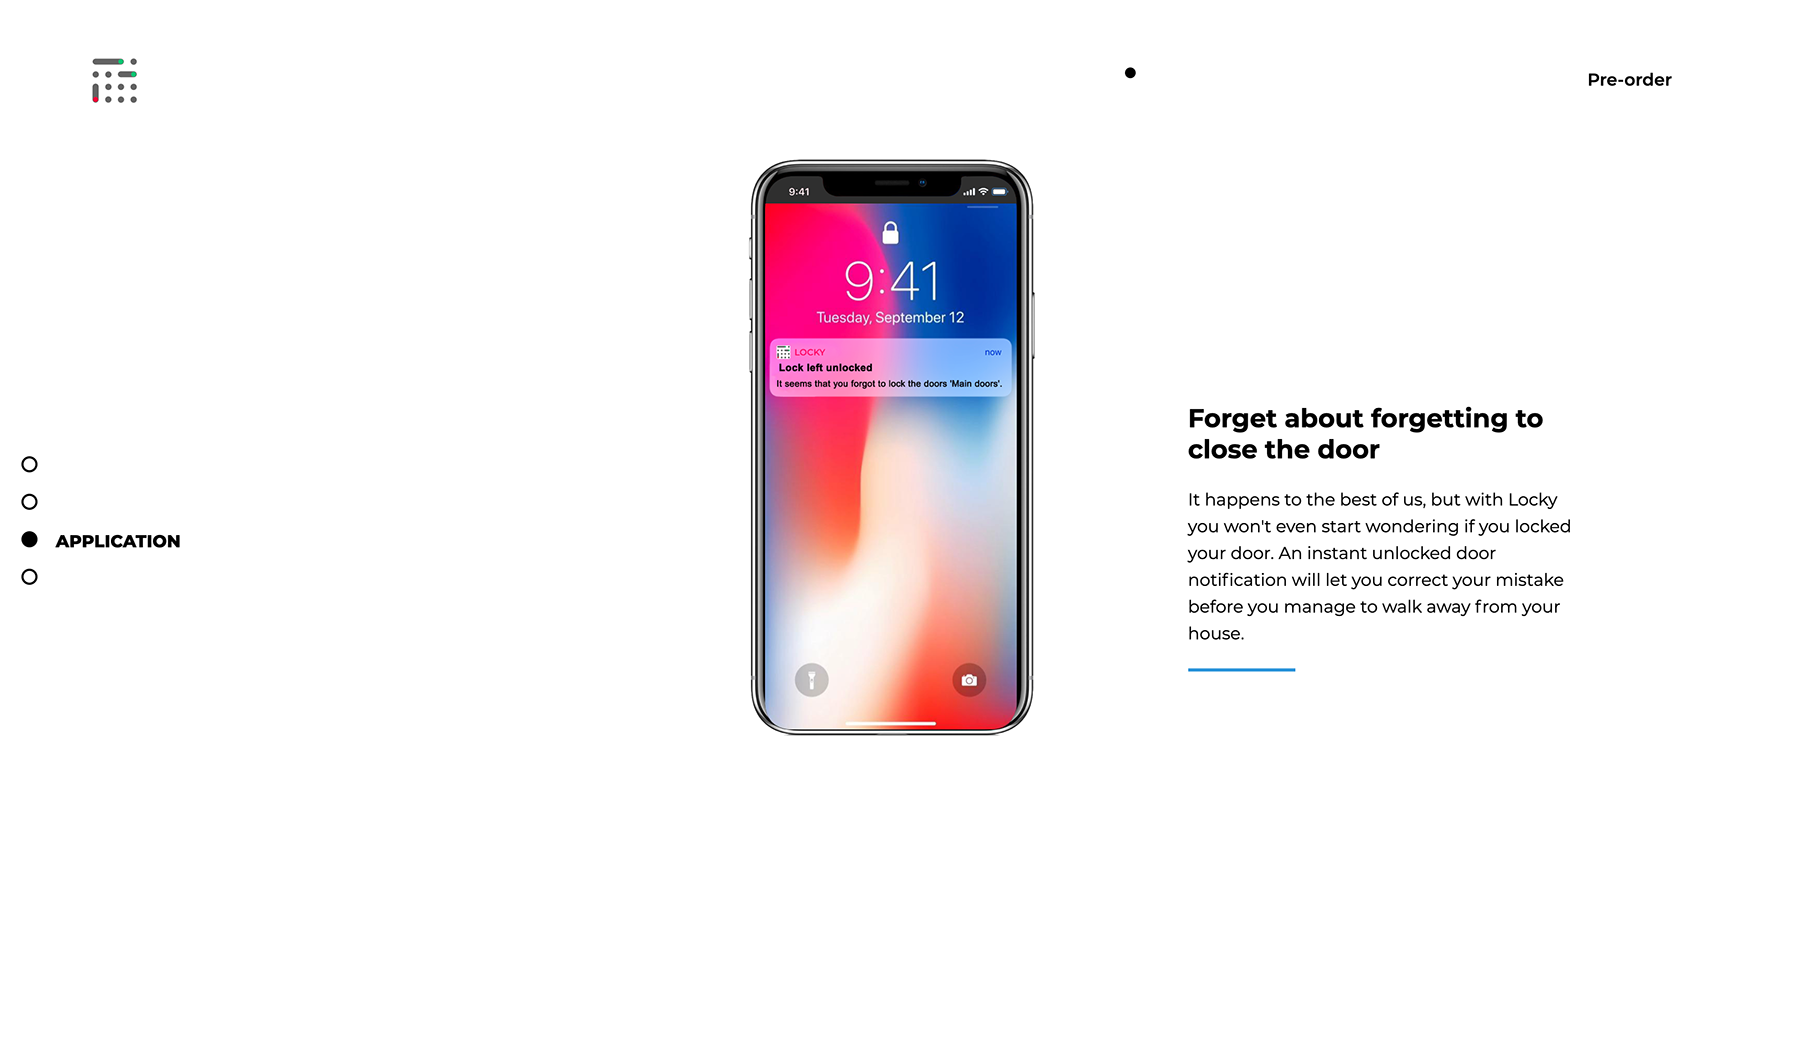 Pre-order
9:41
9:41
Tuesday, September 12
LOCKY now
Lock left unlocked
It seems that you forgot to lock the doors 'Main doors'.
Forget about forgetting to
close the door
It happens to the best of us, but with Locky
you won't even start wondering if you locked
your door. An instant unlocked door
notification will let you correct your mistake
before you manage to walk away from your
house.
APPLICATION